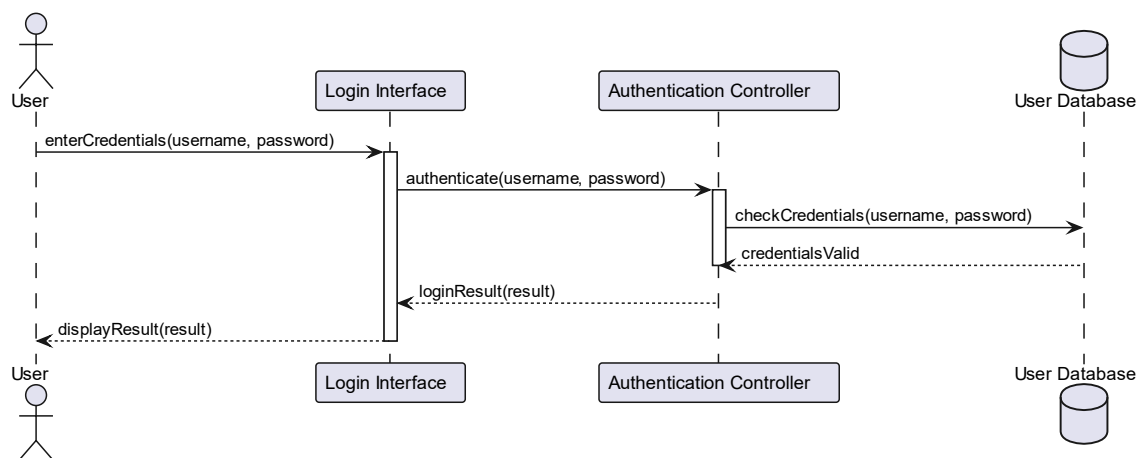 User
Login Interface
Authentication Controller
User Database
enterCredentials(username, password)
authenticate(username, password)
checkCredentials(username, password)
credentialsValid
loginResult(result)
displayResult(result)
User
Login Interface
Authentication Controller
User Database